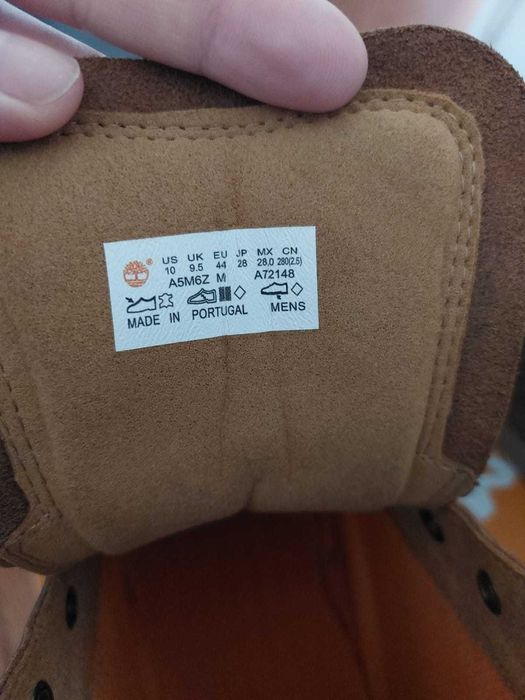 US UK EU JP MX CN
10 9.5 44 28 28.0 280(2.5)
A5M6Z M A72148
MADE IN PORTUGAL MENS